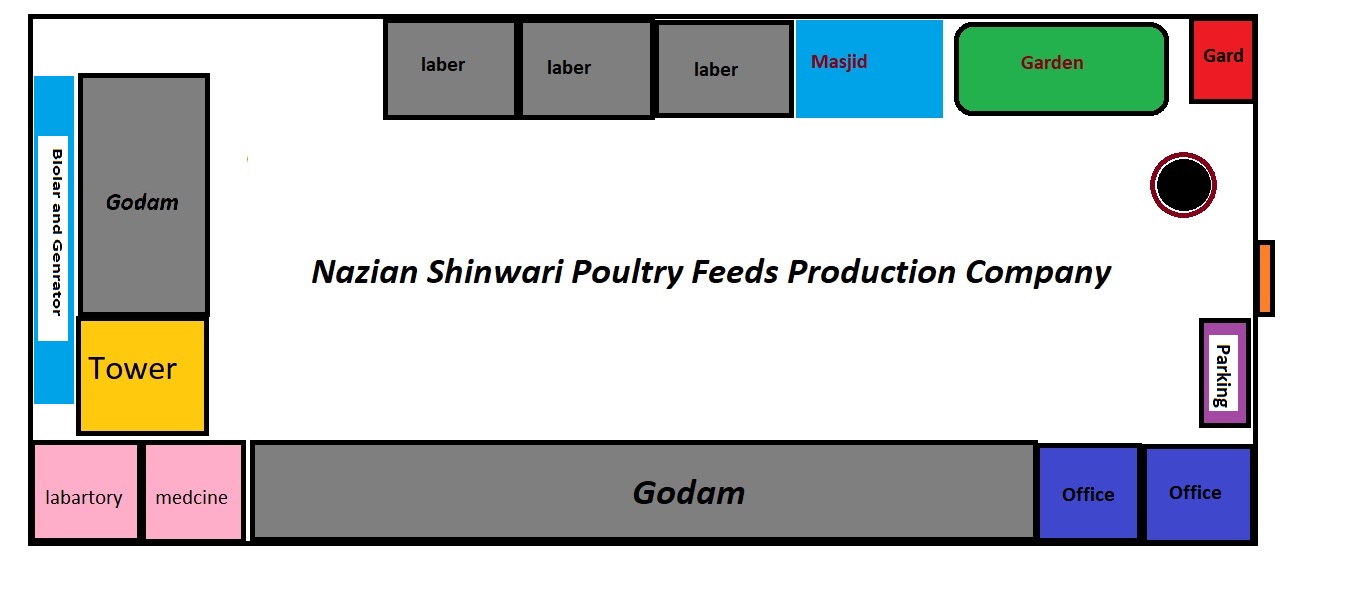 laber
laber
laber
Masjid
Garden
Gard
Blolar and Genrator
Godam
Nazian Shinwari Poultry Feeds Production Company
Tower
Parking
labartory
medcine
Godam
Office
Office